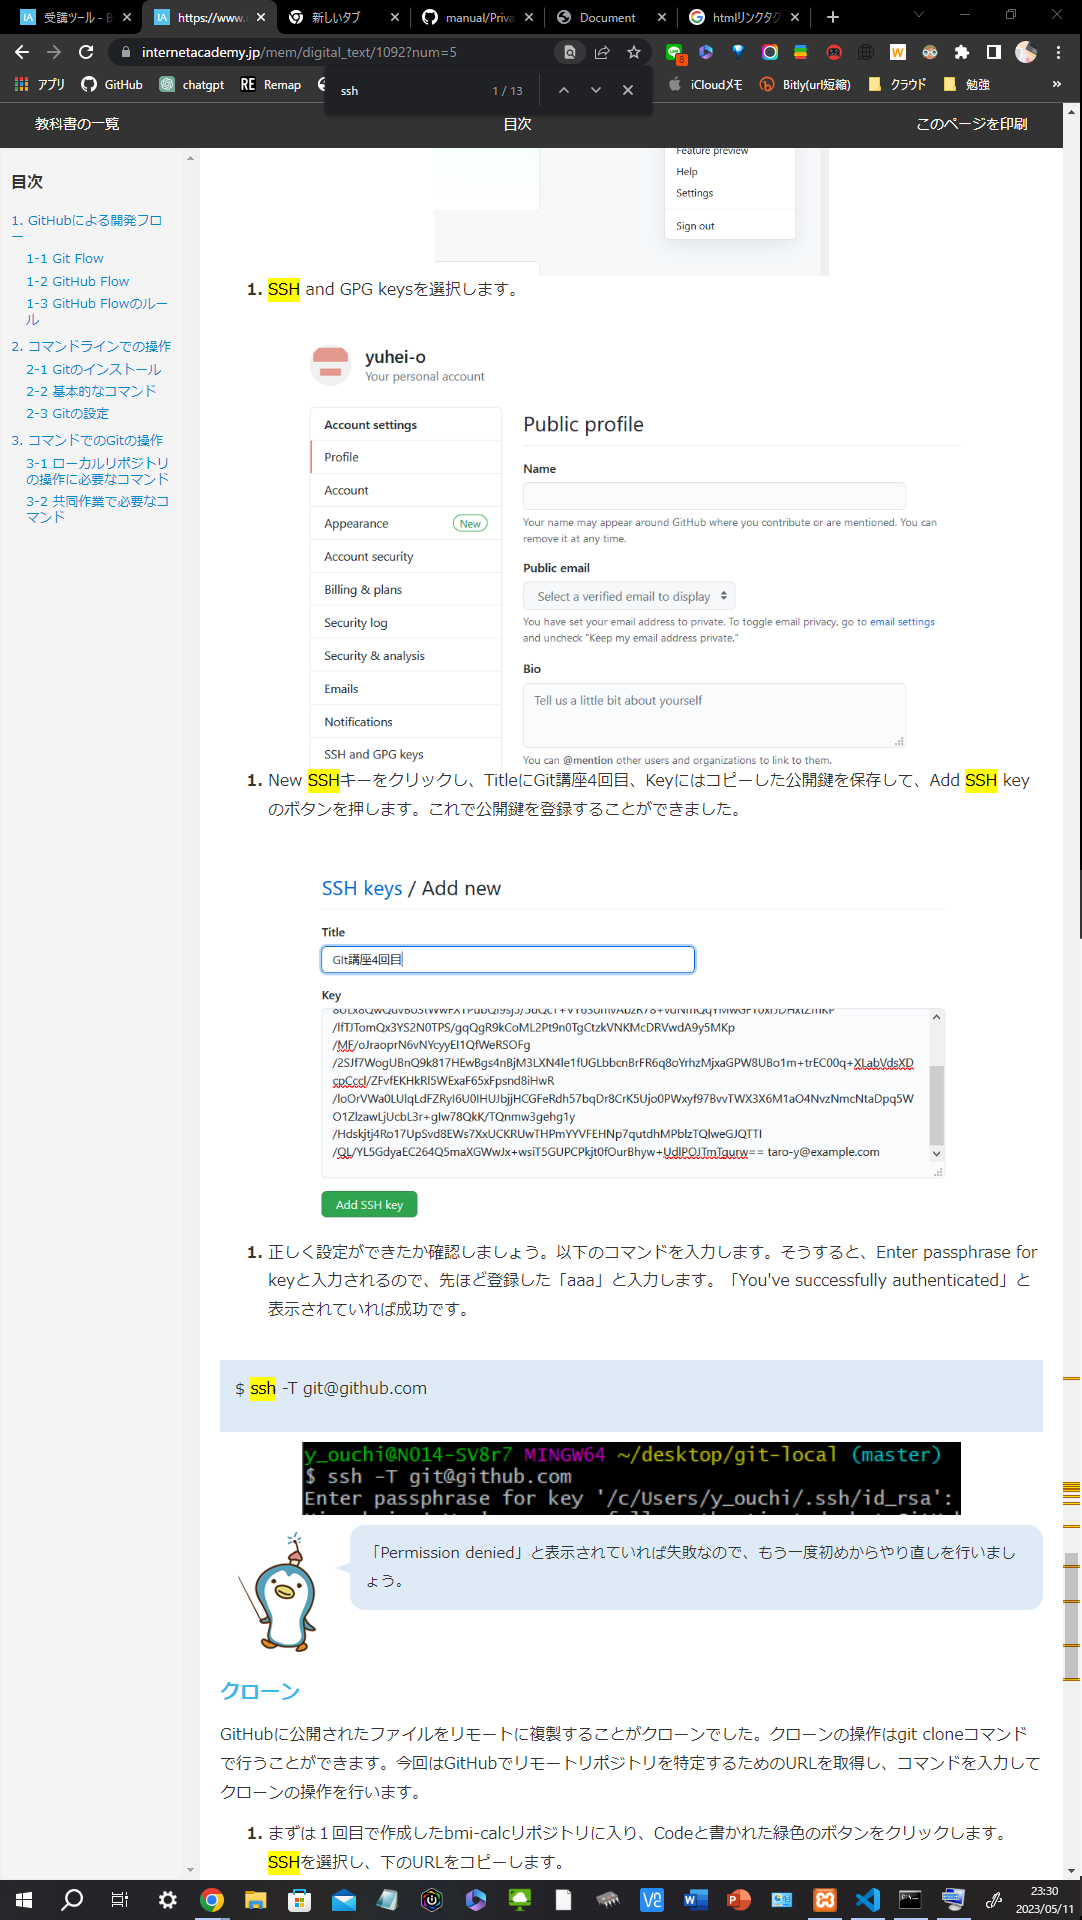 受講ツール - B
https://www.i
新しいタブ
manual/Priva
Document
htmlリンクタグ
internetacademy.jp/mem/digital_text/1092?num=5
アプリ
GitHub
chatgpt
RE Remap
iCloudメモ
Bitly(url短縮)
クラウド
勉強
ssh
1 / 13
教科書の一覧
目次
このページを印刷
目次
1. GitHubによる開発フロ
ー
1-1 Git Flow
1-2 GitHub Flow
1-3 GitHub Flowのルー
ル
2. コマンドラインでの操作
2-1 Gitのインストール
2-2 基本的なコマンド
2-3 Gitの設定
3. コマンドでのGitの操作
3-1 ローカルリポジトリ
の操作に必要なコマンド
3-2 共同作業で必要なコ
マンド
Feature preview
Help
Settings
Sign out
1. SSH and GPG keysを選択します。
yuhei-o
Your personal account
Account settings
Profile
Account
Appearance New
Account security
Billing & plans
Security log
Security & analysis
Emails
Notifications
SSH and GPG keys
Public profile
Name
Your name may appear around GitHub where you contribute or are mentioned. You can
remove it at any time.
Public email
Select a verified email to display
You have set your email address to private. To toggle email privacy, go to email settings
and uncheck "Keep my email address private."
Bio
Tell us a little bit about yourself
You can @mention other users and organizations to link to them.
1. New SSHキーをクリックし、TitleにGit講座4回目、Keyにはコピーした公開鍵を保存して、Add SSH key
のボタンを押します。これで公開鍵を登録することができました。
SSH keys / Add new
Title
Git講座4回目
Key
/lfTJTomQx3YS2N0TPS/gqQgR9kCoML2Pt9n0TgCtzkVNKMcDRVwdA9y5MKp
/MF/oJraoprN6vNYcyyEI1QfWeRSOFg
/2SJf7WogUBnQ9k817HEwBgs4nBjM3LXN4le1fUGLbbcnBrFR6q8oYrhzMjxaGPW8UBo1m+trEC00q+XLabVdsXD
cpCccl/ZFvfEKHkRl5WExaF65xFpsnd8iHwR
/loOrVWa0LUlqLdFZRyl6U0IHUJbjjHCGFeRdh57bqDr8CrK5Ujo0PWxyf97BvvTWX3X6M1aO4NvzNmcNtaDpq5W
O1ZlzawLjUcbL3r+glw78QkK/TQnmw3gehg1y
/Hdskjtj4Ro17UpSvd8EWs7XxUCKRUwTHPmYYVFEHNp7qutdhMPblzTQlweGJQTTI
/QL/YL5GdyaEC264Q5maXGWwJx+wsiT5GUPCPkjt0fOurBhyw+UdlPOJTmTgurw== taro-y@example.com
Add SSH key
1. 正しく設定ができたか確認しましょう。以下のコマンドを入力します。そうすると、Enter passphrase for
keyと入力されるので、先ほど登録した「aaa」と入力します。「You've successfully authenticated」と
表示されていれば成功です。
$ ssh -T git@github.com
y_ouchi@NO14-SV8r7 MINGW64 ~/desktop/git-local (master)
$ ssh -T git@github.com
Enter passphrase for key '/c/Users/y_ouchi/.ssh/id_rsa':
「Permission denied」と表示されていれば失敗なので、もう一度初めからやり直しを行いまし
ょう。
クローン
GitHubに公開されたファイルをリモートに複製することがクローンでした。クローンの操作はgit cloneコマンド
で行うことができます。今回はGitHubでリモートリポジトリを特定するためのURLを取得し、コマンドを入力して
クローンの操作を行います。
1. まずは１回目で作成したbmi-calcリポジトリに入り、Codeと書かれた緑色のボタンをクリックします。
SSHを選択し、下のURLをコピーします。
23:30
2023/05/11